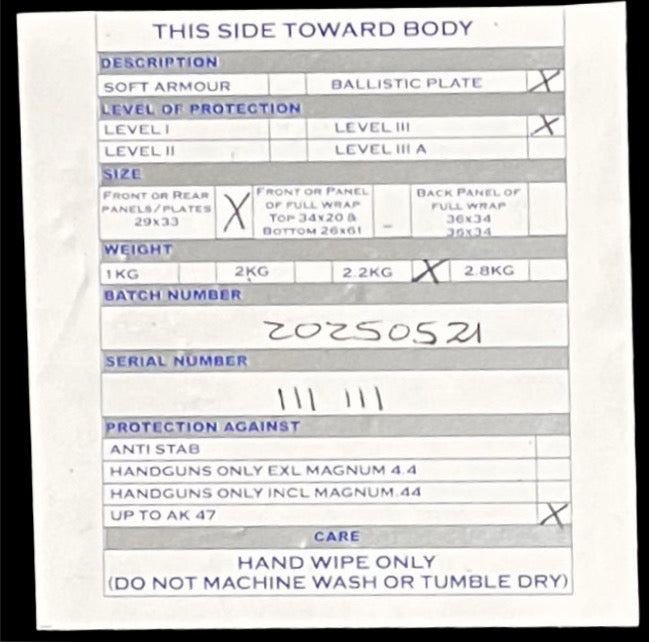 THIS SIDE TOWARD BODY
DESCRIPTION
SOFT ARMOUR BALLISTIC PLATE X
LEVEL OF PROTECTION
LEVEL I LEVEL III X
LEVEL II LEVEL III A
SIZE
FRONT OR REAR PANELS/PLATES 29X33 X
FRONT OR PANEL OF FULL WRAP TOP 34X20 & BOTTOM 26X61 -
BACK PANEL OF FULL WRAP 36X34 36X34
WEIGHT
1KG 2KG 2.2KG X 2.8KG
BATCH NUMBER
20250521
SERIAL NUMBER
111 111
PROTECTION AGAINST
ANTI STAB
HANDGUNS ONLY EXL MAGNUM 4.4
HANDGUNS ONLY INCL MAGNUM.44
UP TO AK 47 X
CARE
HAND WIPE ONLY
(DO NOT MACHINE WASH OR TUMBLE DRY)